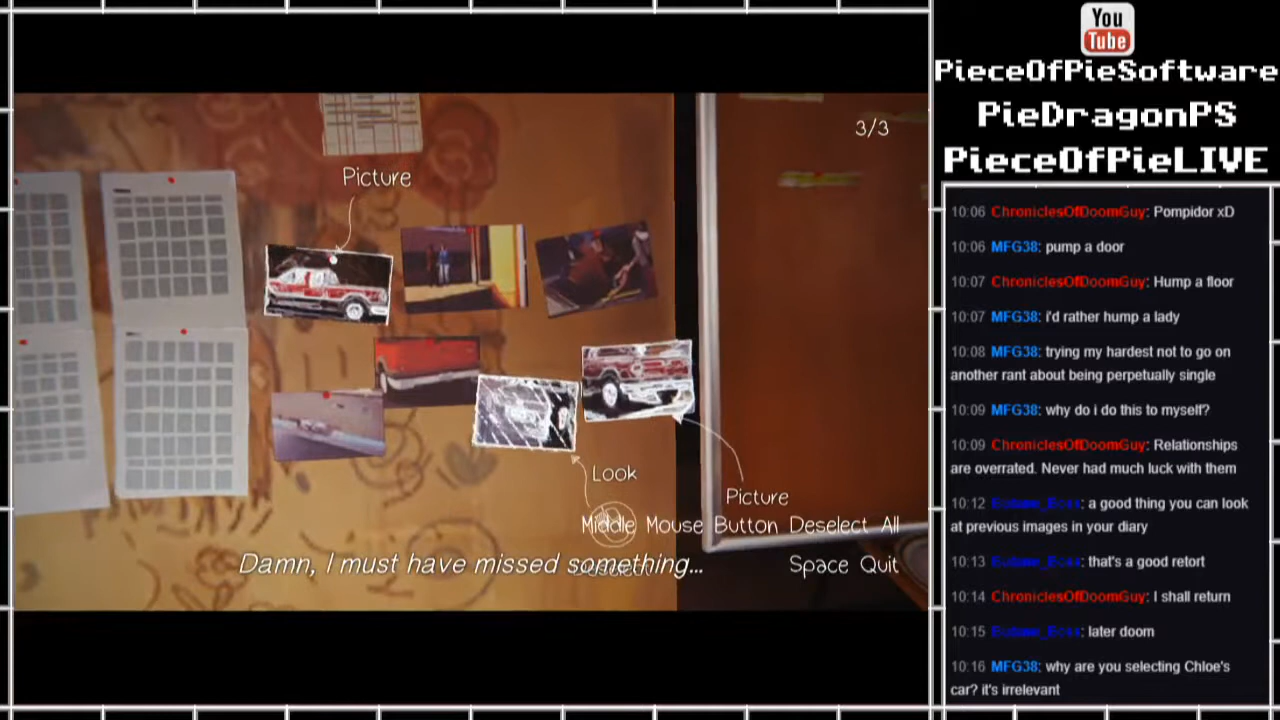 You
Tube
PieceOfPieSoftware
PieDragonPS
PieceOfPieLIVE
3/3
Picture
Look
Picture
Middle Mouse Button Deselect All
Damn, I must have missed something...
Space Quit
10:06 ChroniclesOfDoomGuy: Pompidor xD
10:06 MFG38: pump a door
10:07 ChroniclesOfDoomGuy: Hump a floor
10:07 MFG38: i'd rather hump a lady
10:08 MFG38: trying my hardest not to go on
another rant about being perpetually single
10:09 MFG38: why do i do this to myself?
10:09 ChroniclesOfDoomGuy: Relationships
are overrated. Never had much luck with them
10:12 : a good thing you can look
at previous images in your diary
10:13 : that's a good retort
10:14 ChroniclesOfDoomGuy: I shall return
10:15 : later doom
10:16 MFG38: why are you selecting Chloe's
car? it's irrelevant